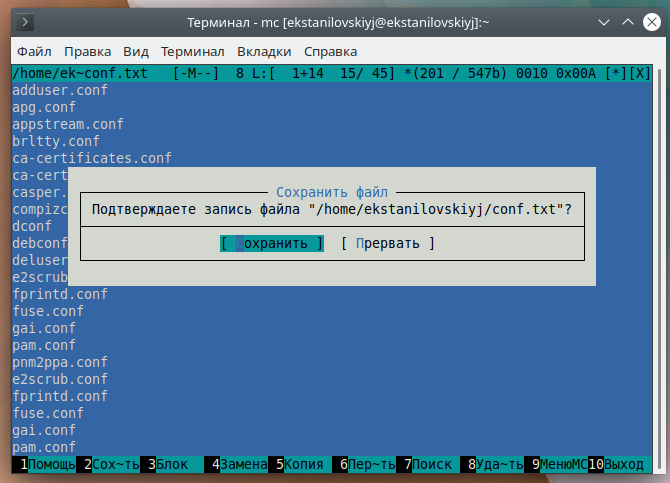 Терминал - mc [ekstanilovskiyj@ekstanilovskiyj]:~
Файл Правка Вид Терминал Вкладки Справка
/home/ek~conf.txt [-M--] 8 L:[ 1+14 15/ 45] *(201 / 547b) 0010 0x00A [*][X]
adduser.conf
apg.conf
appstream.conf
brltty.conf
ca-certificates.conf
ca-cert
casper.
compizc
dconf
debconf
deluser
e2scrub
Сохранить файл
Подтверждаете запись файла "/home/ekstanilovskiyj/conf.txt"?
[ Сохранить ] [ Прервать ]
fprintd.conf
fuse.conf
gai.conf
pam.conf
pnm2ppa.conf
e2scrub.conf
fprintd.conf
fuse.conf
gai.conf
pam.conf
1Помощь 2Сох~ть 3Блок 4Замена 5Копия 6Пер~ть 7Поиск 8Уда~ть 9МенюMC 10Выход